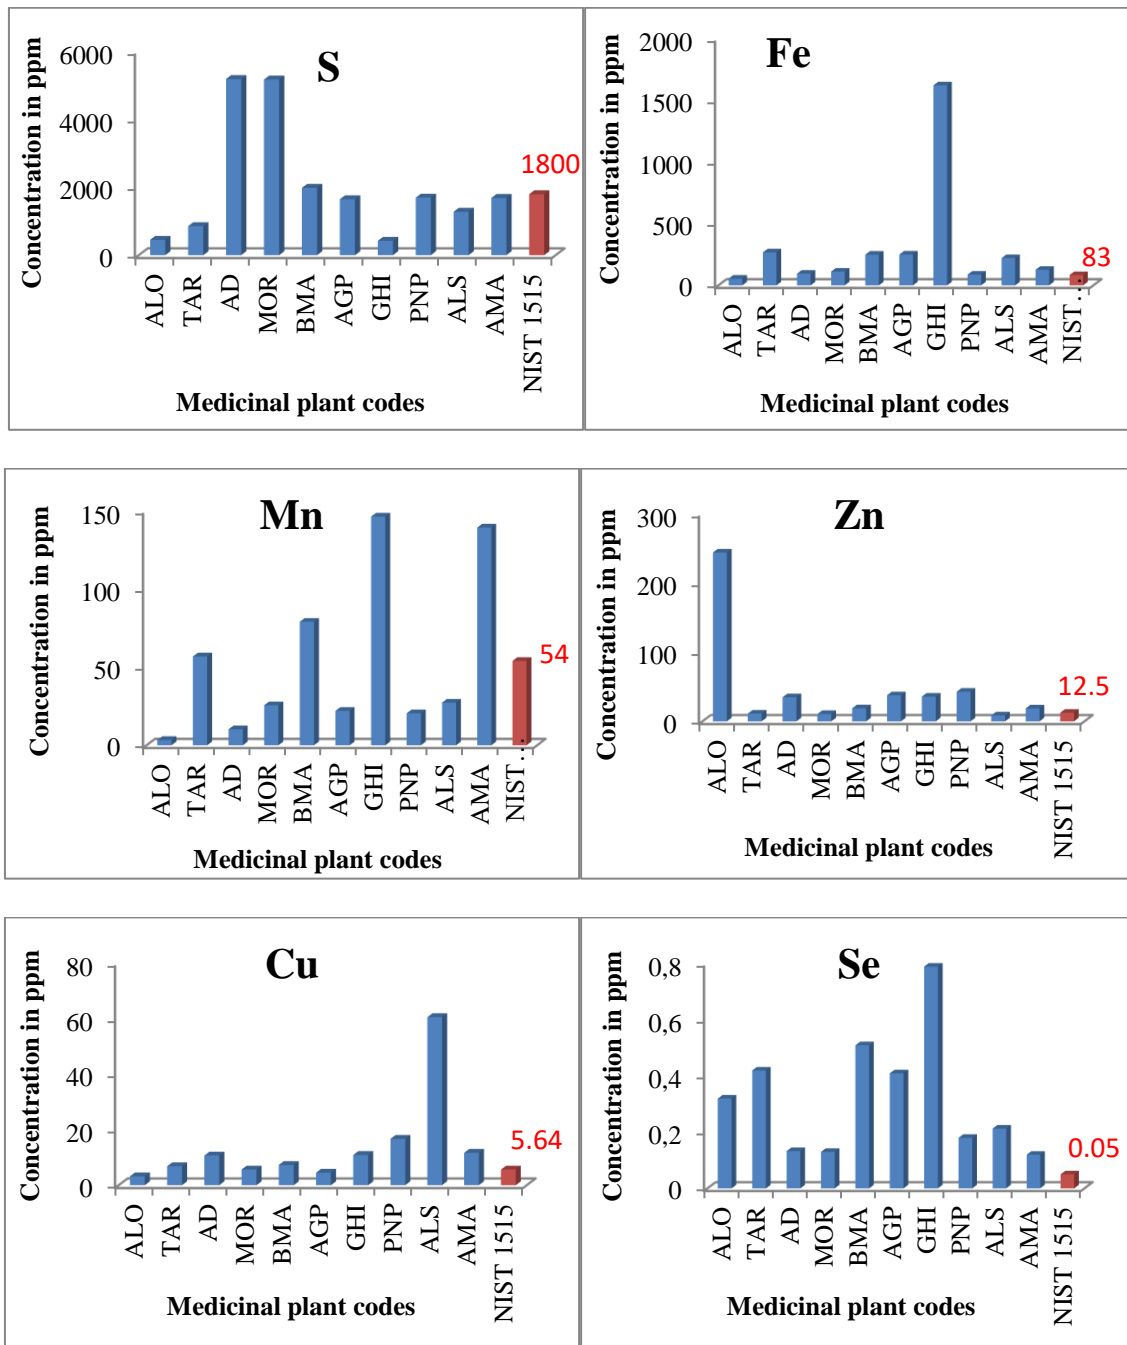 S
Concentration in ppm
6000
4000
2000
0
1800
ALO
TAR
AD
MOR
BMA
AGP
GHI
PNP
ALS
AMA
NIST 1515
Medicinal plant codes
Fe
Concentration in ppm
2000
1500
1000
500
0
83
ALO
TAR
AD
MOR
BMA
AGP
GHI
PNP
ALS
AMA
NIST…
Medicinal plant codes
Mn
Concentration in ppm
150
100
50
0
54
ALO
TAR
AD
MOR
BMA
AGP
GHI
PNP
ALS
AMA
NIST…
Medicinal plant codes
Zn
Concentration in ppm
300
200
100
0
12.5
ALO
TAR
AD
MOR
BMA
AGP
GHI
PNP
ALS
AMA
NIST 1515
Medicinal plant codes
Cu
Concentration in ppm
80
60
40
20
0
5.64
ALO
TAR
AD
MOR
BMA
AGP
GHI
PNP
ALS
AMA
NIST 1515
Medicinal plant codes
Se
Concentration in ppm
0,8
0,6
0,4
0,2
0
0.05
ALO
TAR
AD
MOR
BMA
AGP
GHI
PNP
ALS
AMA
NIST 1515
Medicinal plant codes